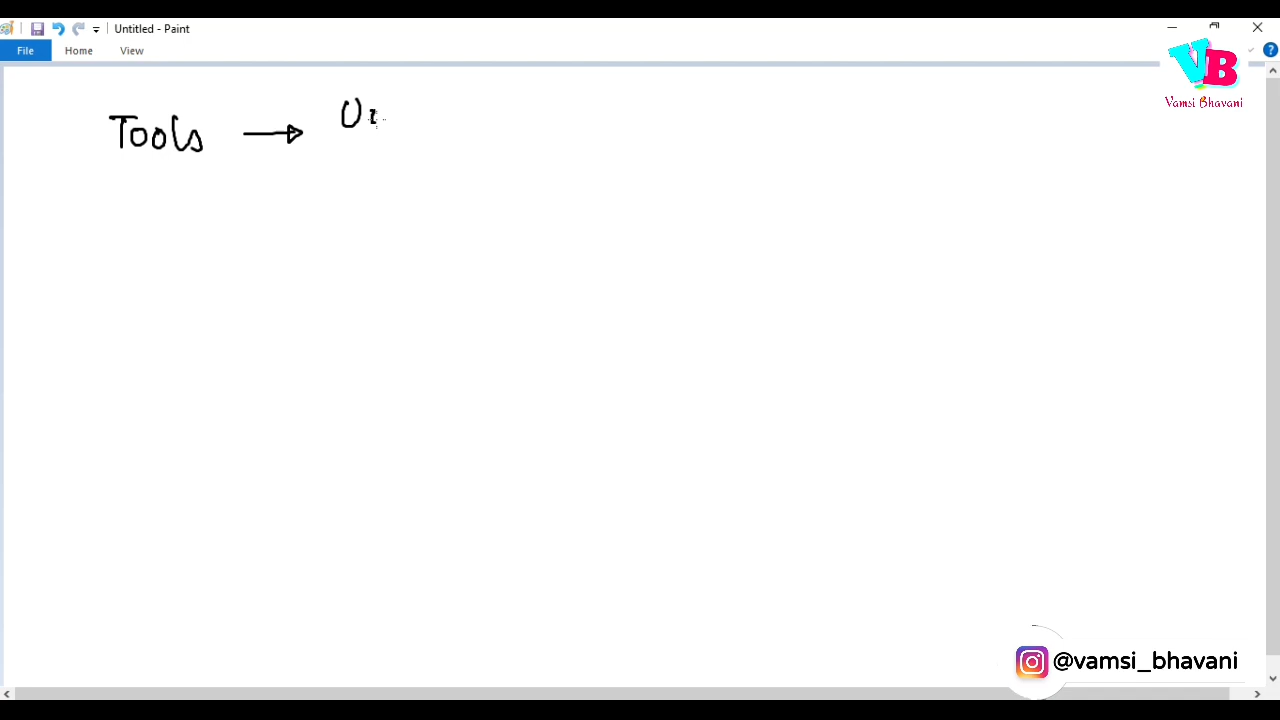 Untitled - Paint
File Home View
VB
Vamsi Bhavani
Tools
@vamsi_bhavani